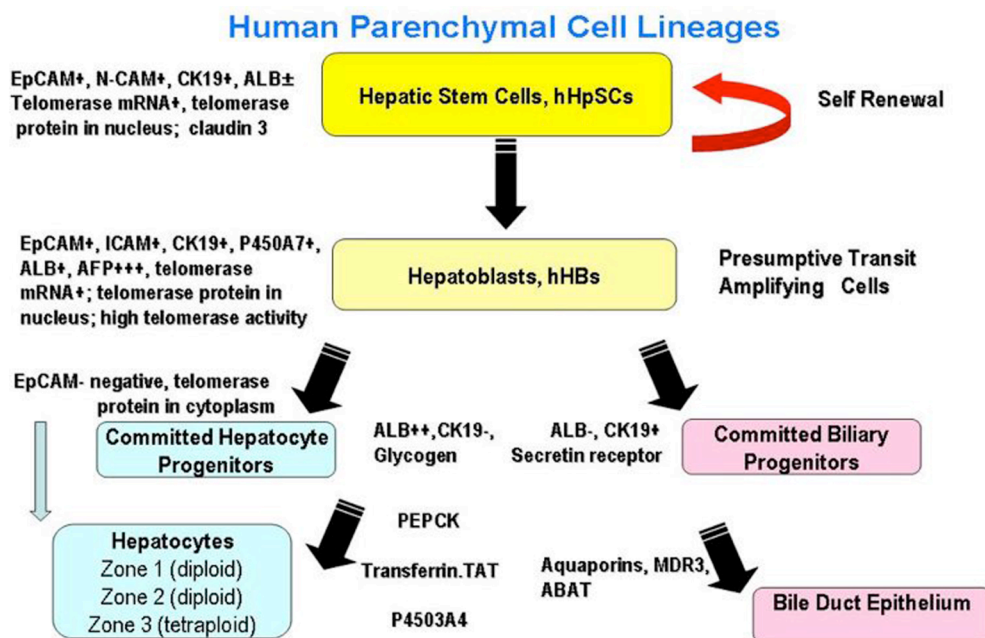 Human Parenchymal Cell Lineages
EpCAM+, N-CAM+, CK19+, ALB±
Telomerase mRNA+, telomerase
protein in nucleus; claudin 3
Hepatic Stem Cells, hHpSCs
Self Renewal
EpCAM+, ICAM+, CK19+, P450A7+,
ALB+, AFP+++, telomerase
mRNA+; telomerase protein in
nucleus; high telomerase activity
Hepatoblasts, hHBs
Presumptive Transit
Amplifying Cells
EpCAM- negative, telomerase
protein in cytoplasm
Committed Hepatocyte
Progenitors
ALB++,CK19-,
Glycogen
ALB-, CK19+
Secretin receptor
Committed Biliary
Progenitors
PEPCK
Hepatocytes
Zone 1 (diploid)
Zone 2 (diploid)
Zone 3 (tetraploid)
Transferrin.TAT
P4503A4
Aquaporins, MDR3,
ABAT
Bile Duct Epithelium